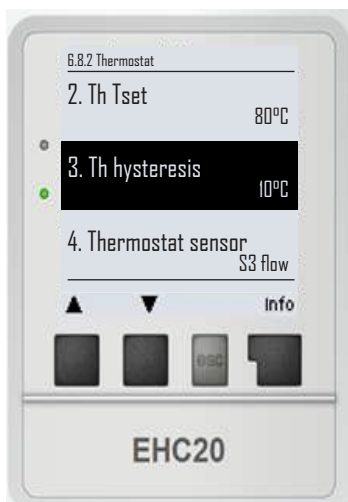 6.8.2 Thermostat
2. Th Tset
80°C
3. Th hysteresis
10°C
4. Thermostat sensor
S3 flow
▲ ▼ Info
esc
EHC20